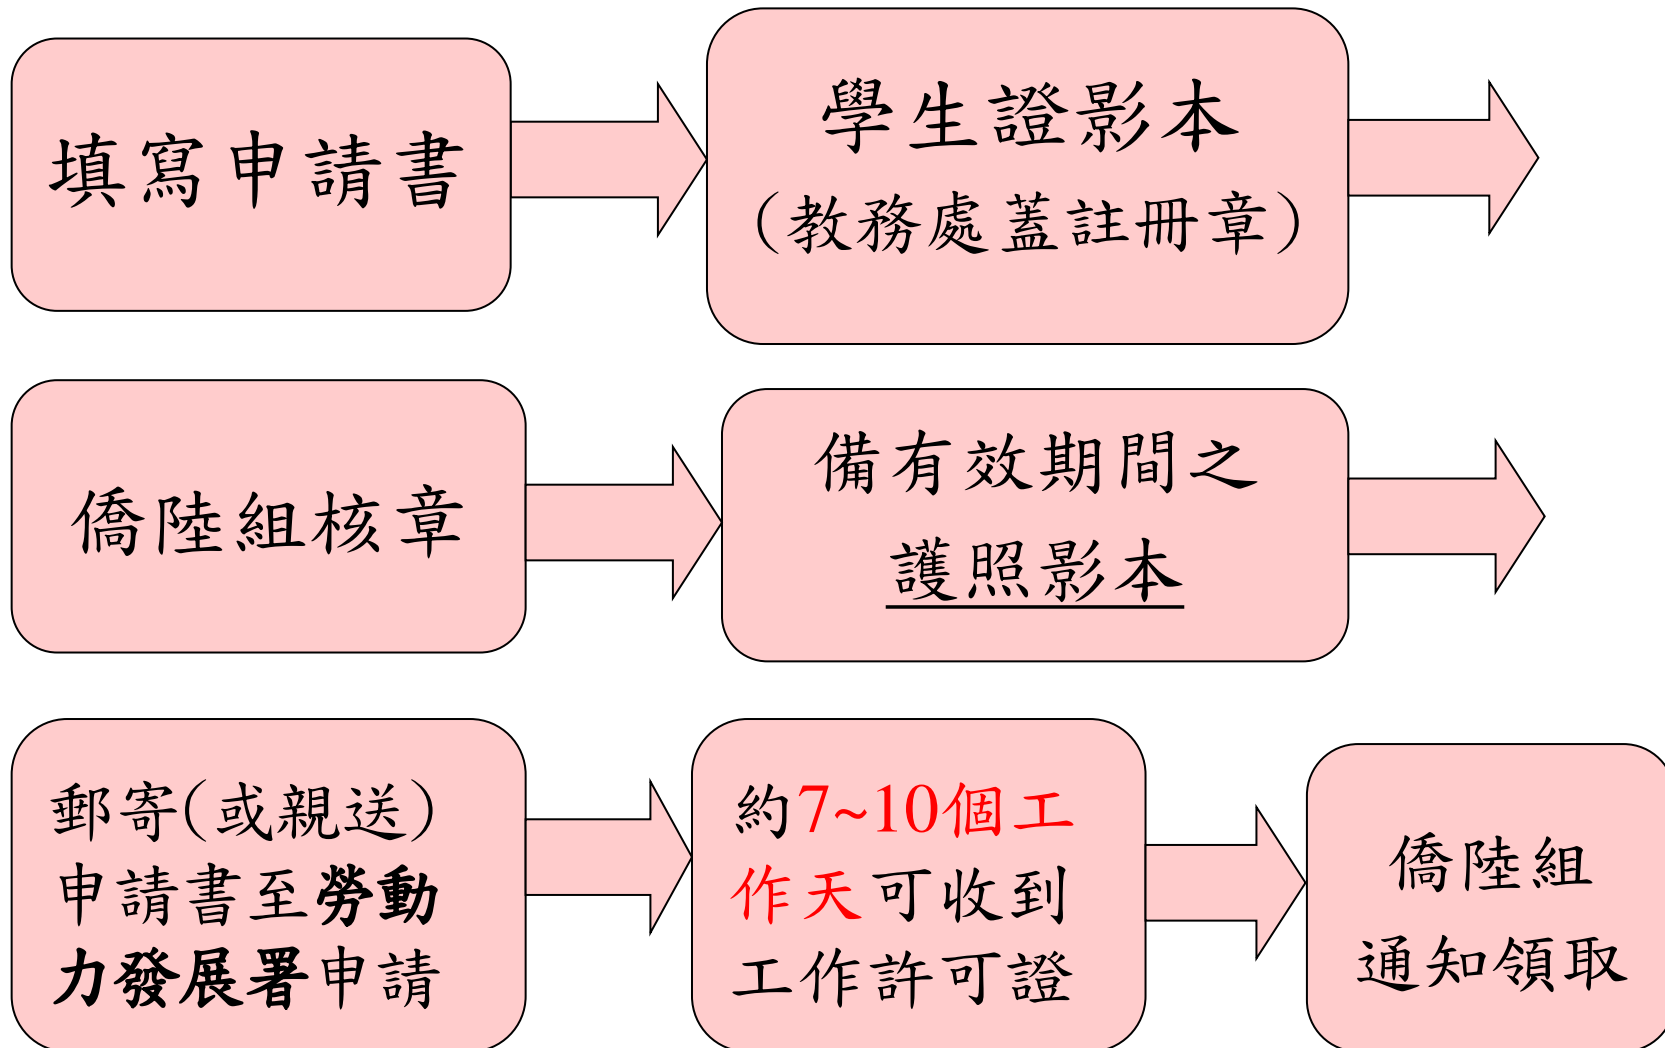 填寫申請書
學生證影本
（教務處蓋註冊章）
僑陸組核章
備有效期間之
護照影本
郵寄(或親送)
申請書至勞動
力發展署申請
約7~10個工
作天可收到
工作許可證
僑陸組
通知領取